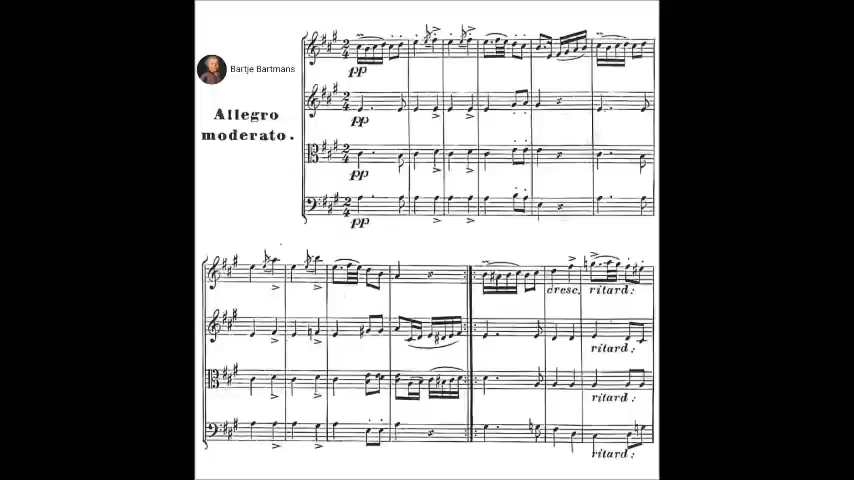 Bartje Bartmans
Allegro
moderato.
pp
pp
pp
pp
cresc. ritard:
ritard:
ritard:
ritard: